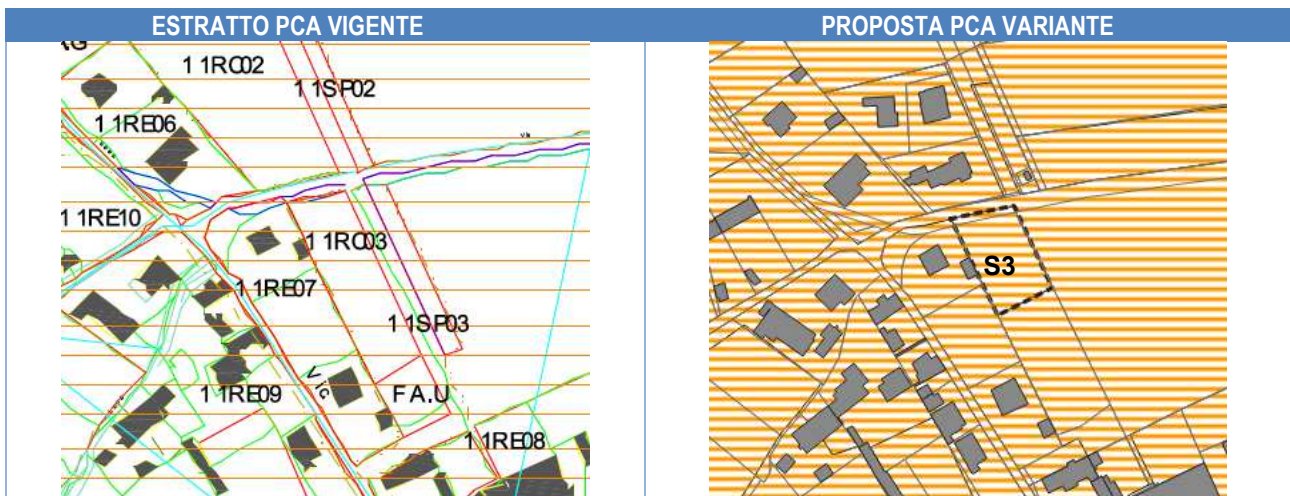 ESTRATTO PCA VIGENTE
PROPOSTA PCA VARIANTE
1 1RC02
1 1SP02
1 1RE06
1 1RE10
1 1RC03
1 1RE07
1 1SP03
Vic
1 1RE09
F A.U
1 1RE08
S3